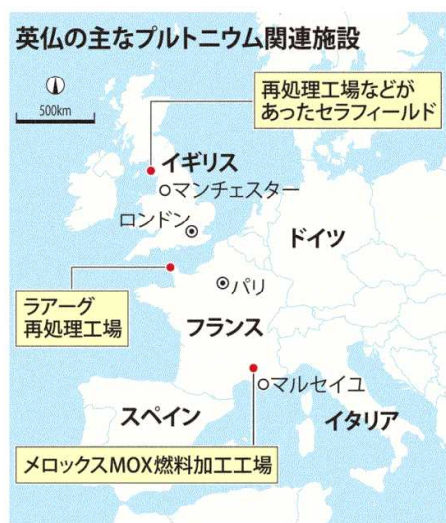 英仏の主なプルトニウム関連施設
500km
再処理工場などが
あったセラフィールド
イギリス
マンチェスター
ロンドン
ドイツ
ラアーグ
再処理工場
パリ
フランス
マルセイユ
スペイン
イタリア
メロックスMOX燃料加工工場